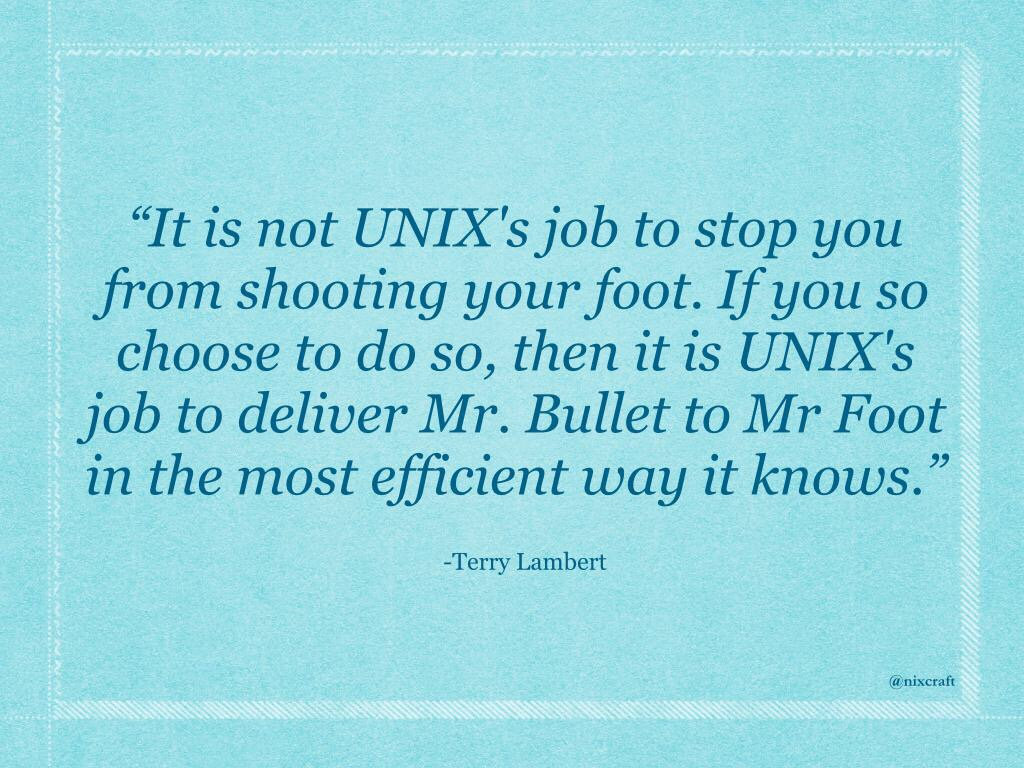 “It is not UNIX's job to stop you
from shooting your foot. If you so
choose to do so, then it is UNIX's
job to deliver Mr. Bullet to Mr Foot
in the most efficient way it knows.”
-Terry Lambert
@nixcraft